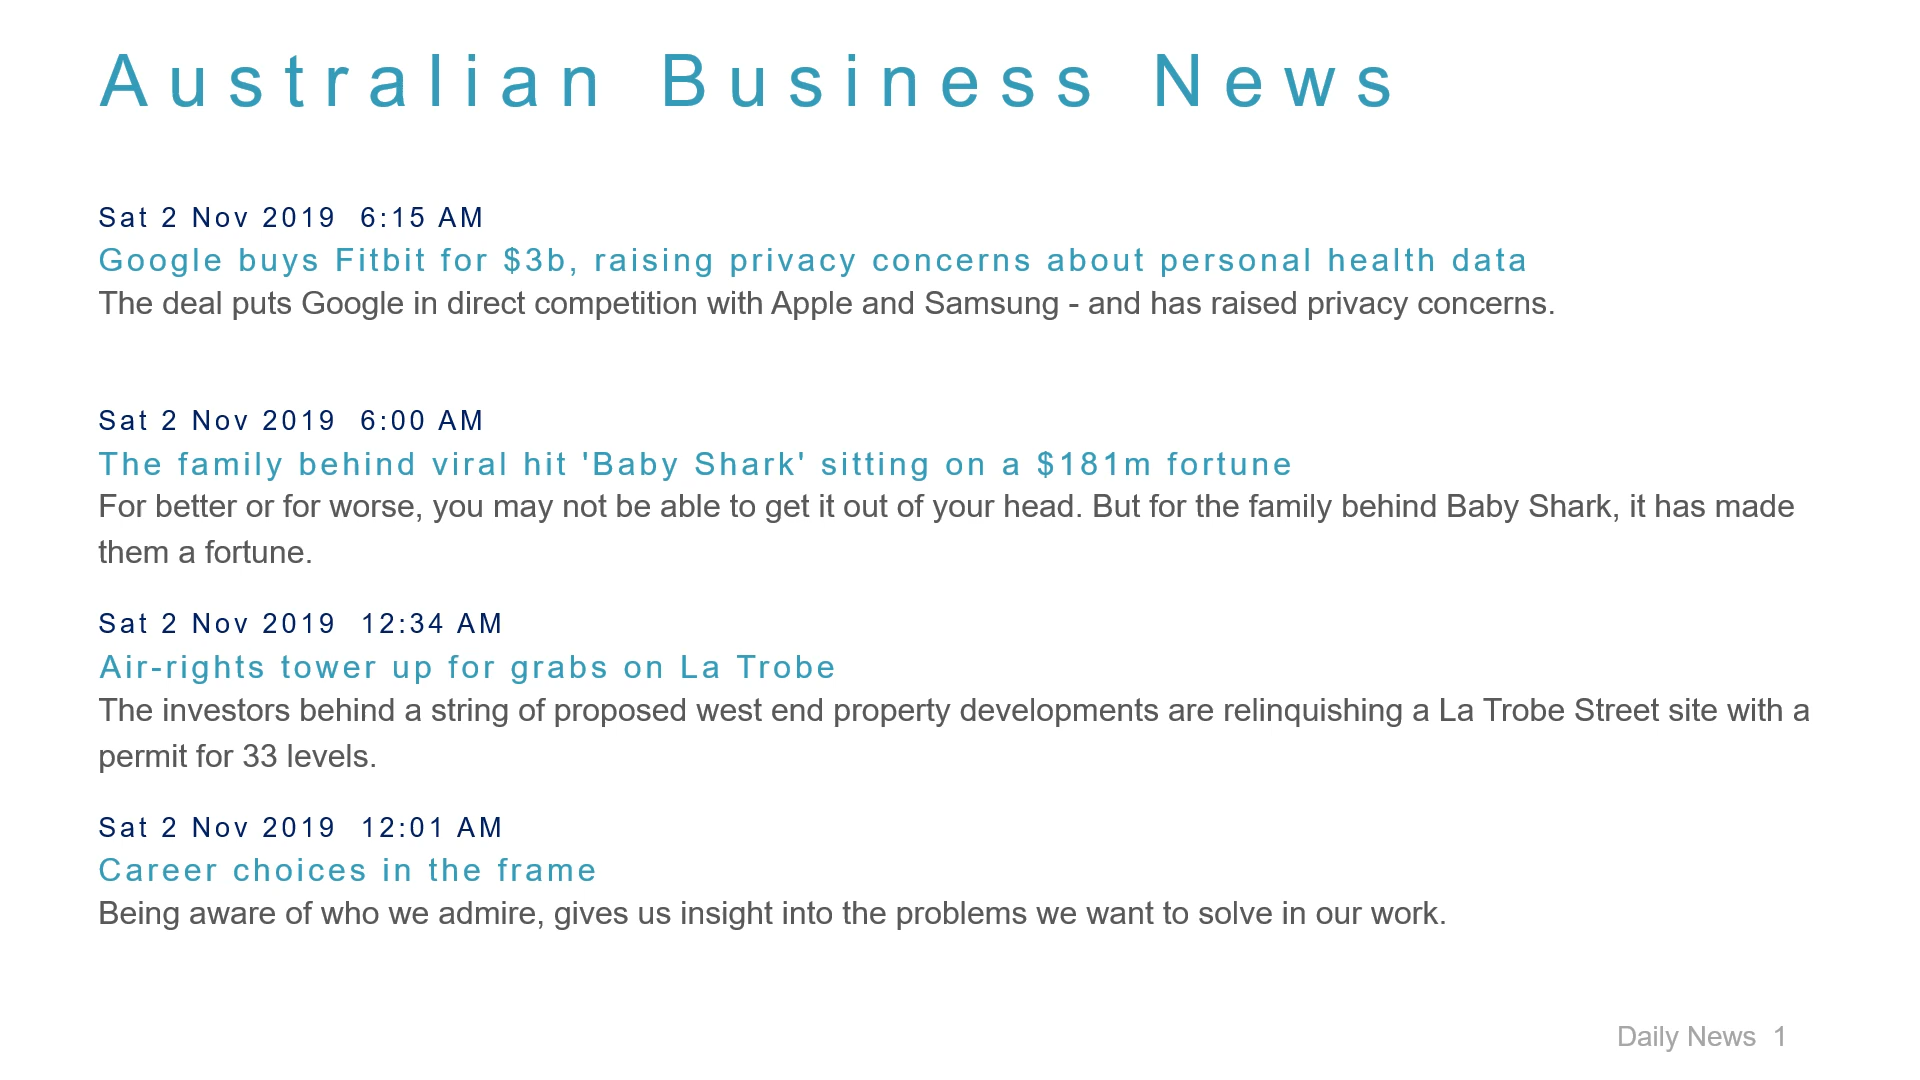 Australian Business News
Sat 2 Nov 2019 6:15 AM
Google buys Fitbit for $3b, raising privacy concerns about personal health data
The deal puts Google in direct competition with Apple and Samsung - and has raised privacy concerns.
Sat 2 Nov 2019 6:00 AM
The family behind viral hit 'Baby Shark' sitting on a $181m fortune
For better or for worse, you may not be able to get it out of your head. But for the family behind Baby Shark, it has made
them a fortune.
Sat 2 Nov 2019 12:34 AM
Air-rights tower up for grabs on La Trobe
The investors behind a string of proposed west end property developments are relinquishing a La Trobe Street site with a
permit for 33 levels.
Sat 2 Nov 2019 12:01 AM
Career choices in the frame
Being aware of who we admire, gives us insight into the problems we want to solve in our work.
Daily News 1